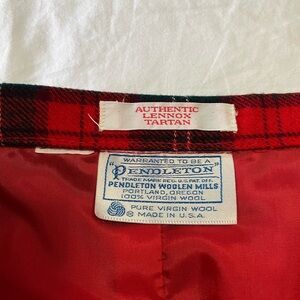 AUTHENTIC
LENNOX
TARTAN
WARRANTED TO BE A
"PENDLETON"
TRADE MARK REG. U.S. PAT. OFF.
PENDLETON WOOLEN MILLS
PORTLAND, OREGON
100% VIRGIN WOOL
PURE VIRGIN WOOL
© MADE IN U.S.A.